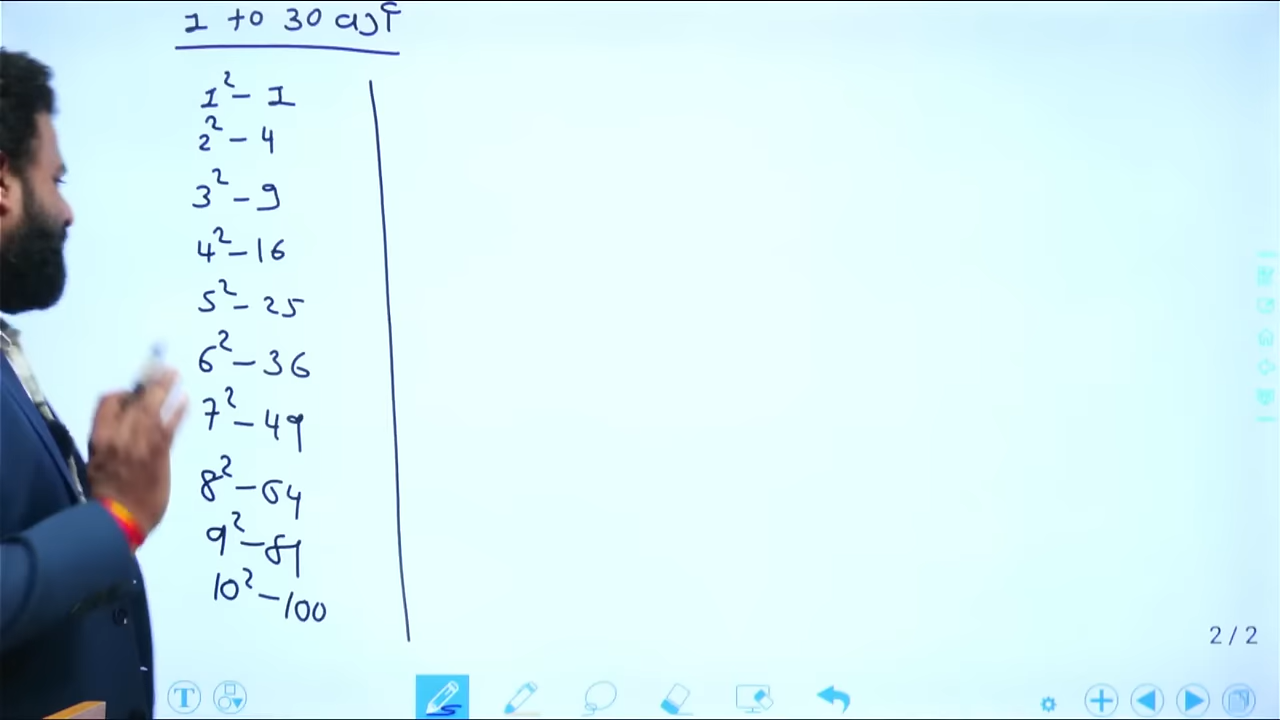 1 to 30 వర్గ
1² - 1
2² - 4
3² - 9
4² - 16
5² - 25
6² - 36
7² - 49
8² - 64
9² - 81
10² - 100
2 / 2
T